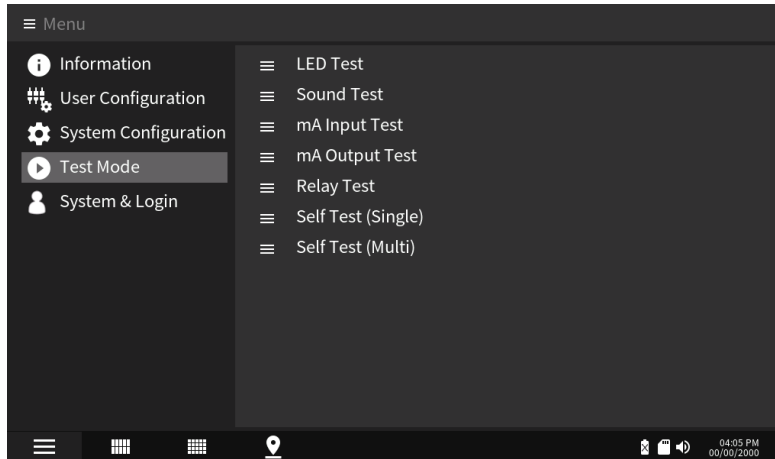 Menu
Information
User Configuration
System Configuration
Test Mode
System & Login
LED Test
Sound Test
mA Input Test
mA Output Test
Relay Test
Self Test (Single)
Self Test (Multi)
04:05 PM
00/00/2000